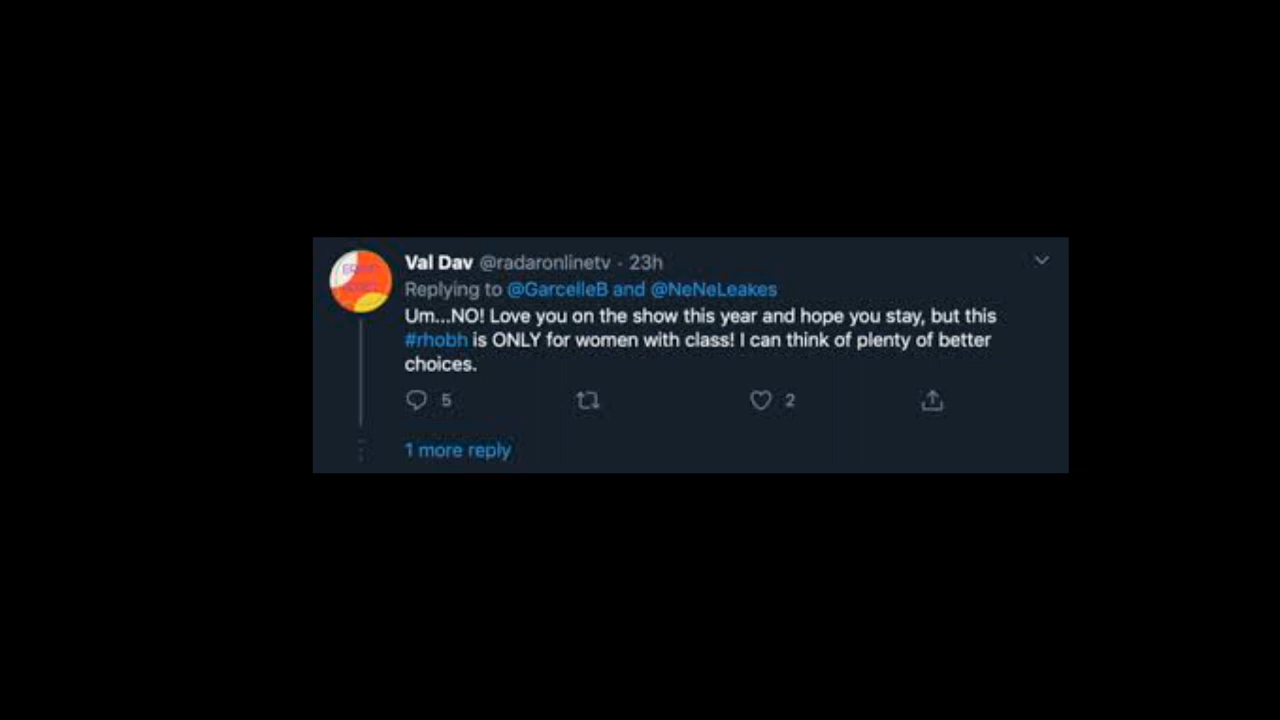 Val Dav @radaronlinetv · 23h
Replying to @GarcelleB and @NeNeLeakes
Um...NO! Love you on the show this year and hope you stay, but this
#rhobh is ONLY for women with class! I can think of plenty of better
choices.
5 2
1 more reply